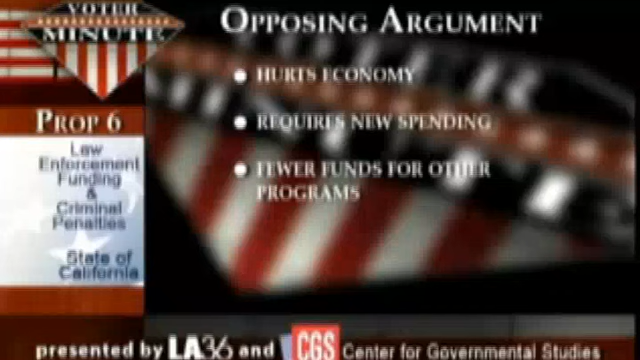 VOTER
MINUTE
OPPOSING ARGUMENT
HURTS ECONOMY
REQUIRES NEW SPENDING
FEWER FUNDS FOR OTHER
PROGRAMS
PROP 6
Law
Enforcement
Funding
&
Criminal
Penalties
State of
California
presented by LA36 and CGS Center for Governmental Studies